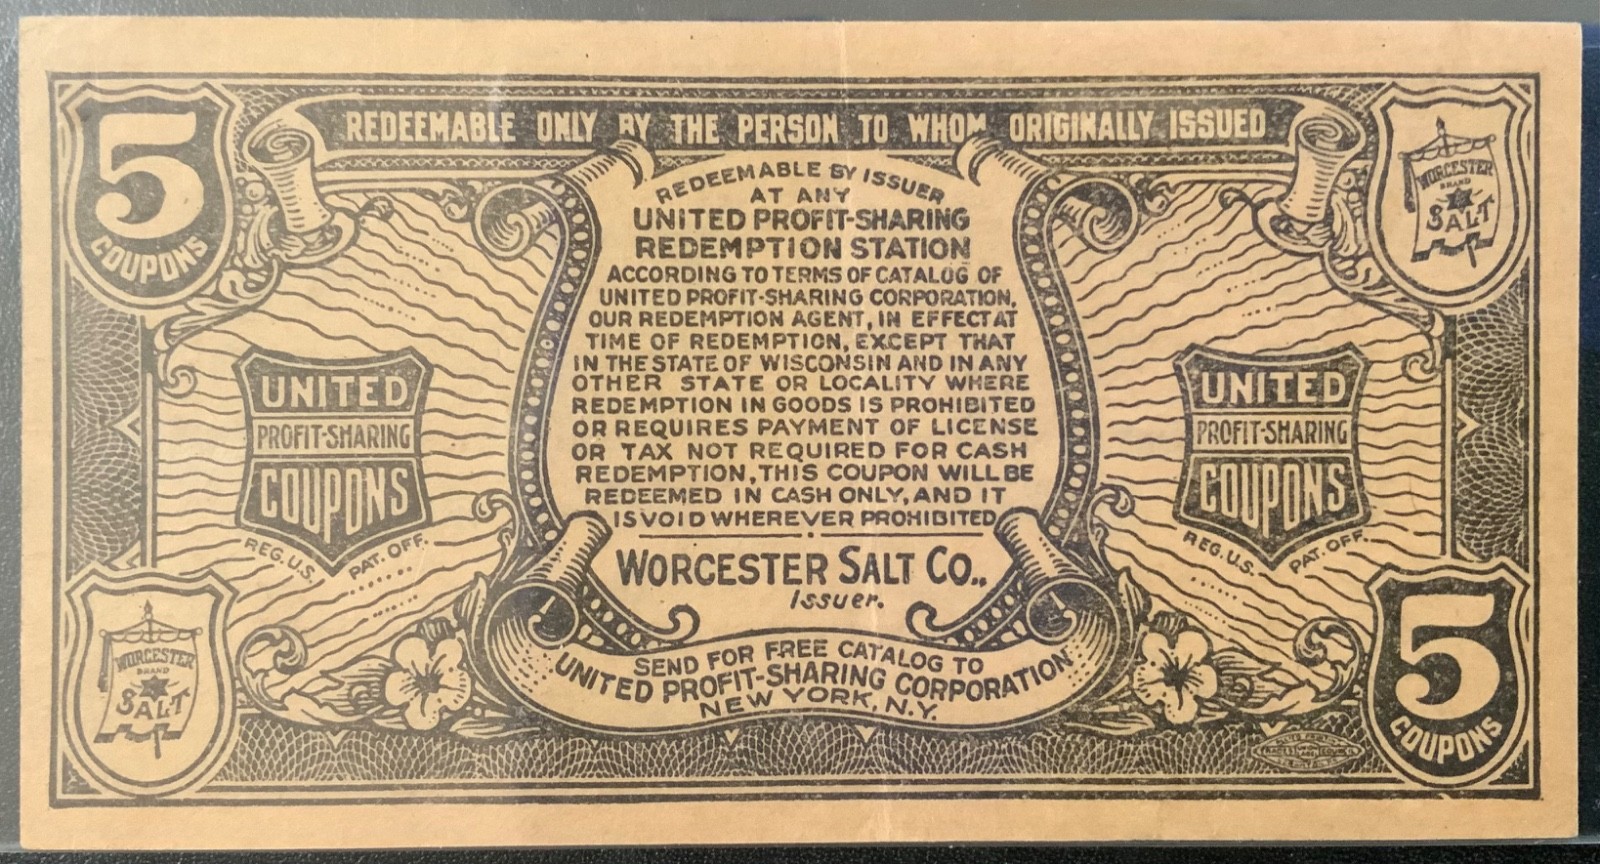 REDEEMABLE ONLY BY THE PERSON TO WHOM ORIGINALLY ISSUED
5
COUPONS
WORCESTER
BRAND
SALT
REDEEMABLE BY ISSUER
AT ANY
UNITED PROFIT-SHARING
REDEMPTION STATION
ACCORDING TO TERMS OF CATALOG OF
UNITED PROFIT-SHARING CORPORATION,
OUR REDEMPTION AGENT, IN EFFECT AT
TIME OF REDEMPTION, EXCEPT THAT
IN THE STATE OF WISCONSIN AND IN ANY
OTHER STATE OR LOCALITY WHERE
REDEMPTION IN GOODS IS PROHIBITED
OR REQUIRES PAYMENT OF LICENSE
OR TAX NOT REQUIRED FOR CASH
REDEMPTION, THIS COUPON WILL BE
REDEEMED IN CASH ONLY, AND IT
IS VOID WHEREVER PROHIBITED
WORCESTER SALT CO.,
Issuer.
SEND FOR FREE CATALOG TO
UNITED PROFIT-SHARING CORPORATION
NEW YORK, N.Y.
UNITED
PROFIT-SHARING
COUPONS
REG. U.S. PAT. OFF.
UNITED
PROFIT-SHARING
COUPONS
REG. U.S. PAT. OFF.
WORCESTER
BRAND
SALT
5
COUPONS